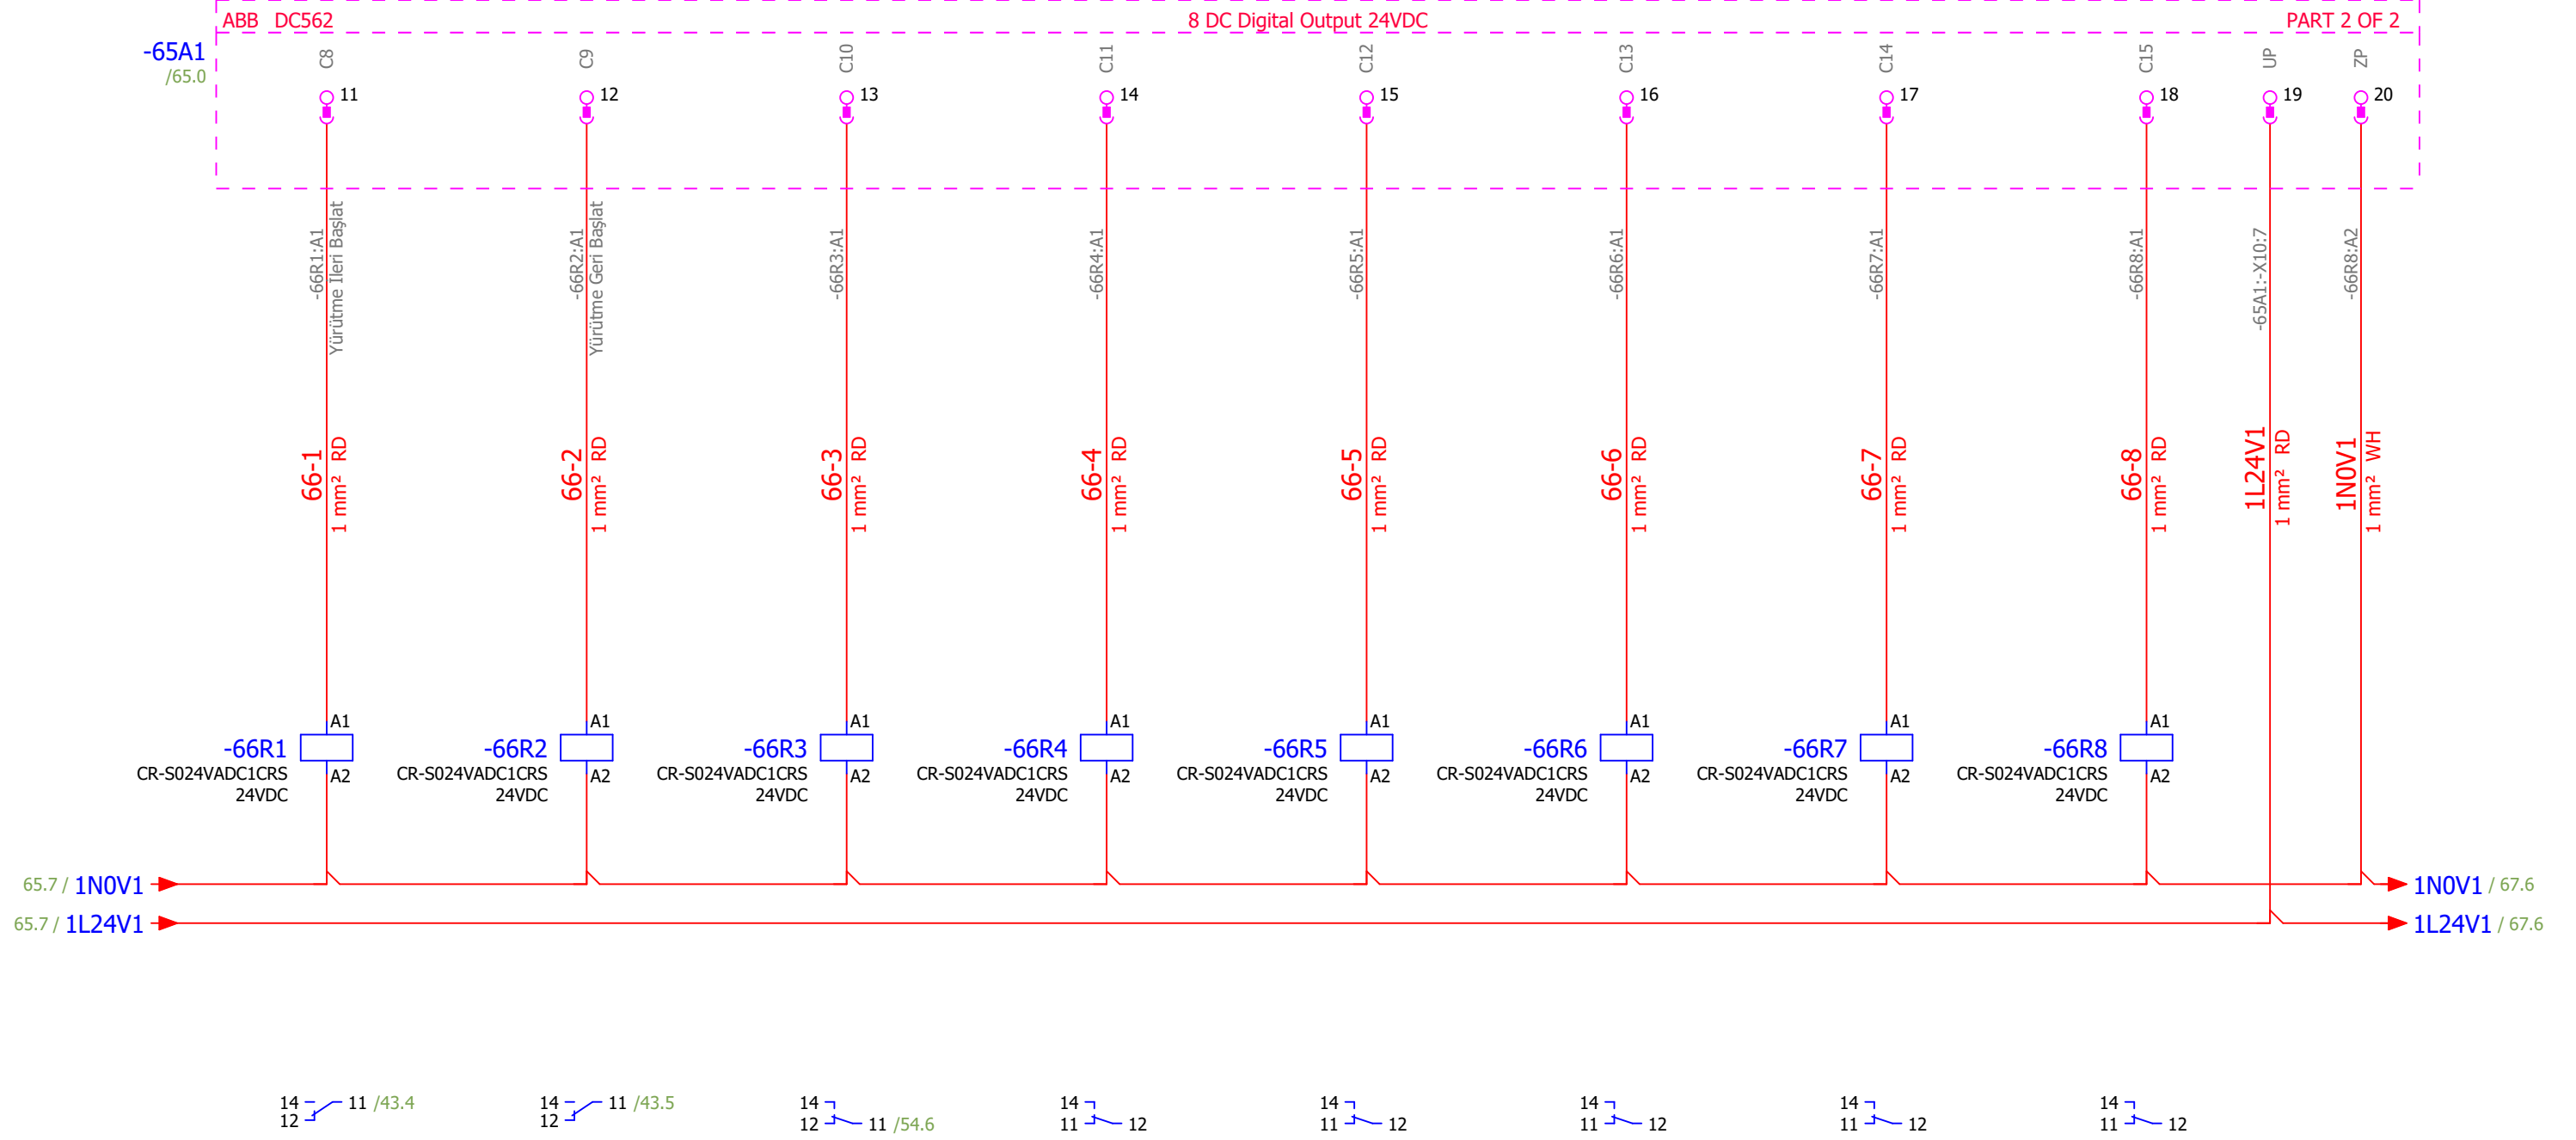 ABB DC562 8 DC Digital Output 24VDC PART 2 OF 2
-65A1
/65.0
C8 C9 C10 C11 C12 C13 C14 C15 UP ZP
11 12 13 14 15 16 17 18 19 20
-66R1:A1
Yürütme İleri Başlat
-66R2:A1
Yürütme Geri Başlat
-66R3:A1
-66R4:A1
-66R5:A1
-66R6:A1
-66R7:A1
-66R8:A1
-65A1:-X10:7
-66R8:A2
66-1
1 mm² RD
66-2
1 mm² RD
66-3
1 mm² RD
66-4
1 mm² RD
66-5
1 mm² RD
66-6
1 mm² RD
66-7
1 mm² RD
66-8
1 mm² RD
1L24V1
1 mm² RD
1N0V1
1 mm² WH
A1 A1 A1 A1 A1 A1 A1 A1
-66R1 -66R2 -66R3 -66R4 -66R5 -66R6 -66R7 -66R8
CR-S024VADC1CRS A2 CR-S024VADC1CRS A2 CR-S024VADC1CRS A2 CR-S024VADC1CRS A2 CR-S024VADC1CRS A2 CR-S024VADC1CRS A2 CR-S024VADC1CRS A2 CR-S024VADC1CRS A2
24VDC 24VDC 24VDC 24VDC 24VDC 24VDC 24VDC 24VDC
65.7 / 1N0V1 1N0V1 / 67.6
65.7 / 1L24V1 1L24V1 / 67.6
14 11 /43.4 14 11 /43.5 14 14 14 14 14 14
12 12 12 11 /54.6 11 12 11 12 11 12 11 12 11 12